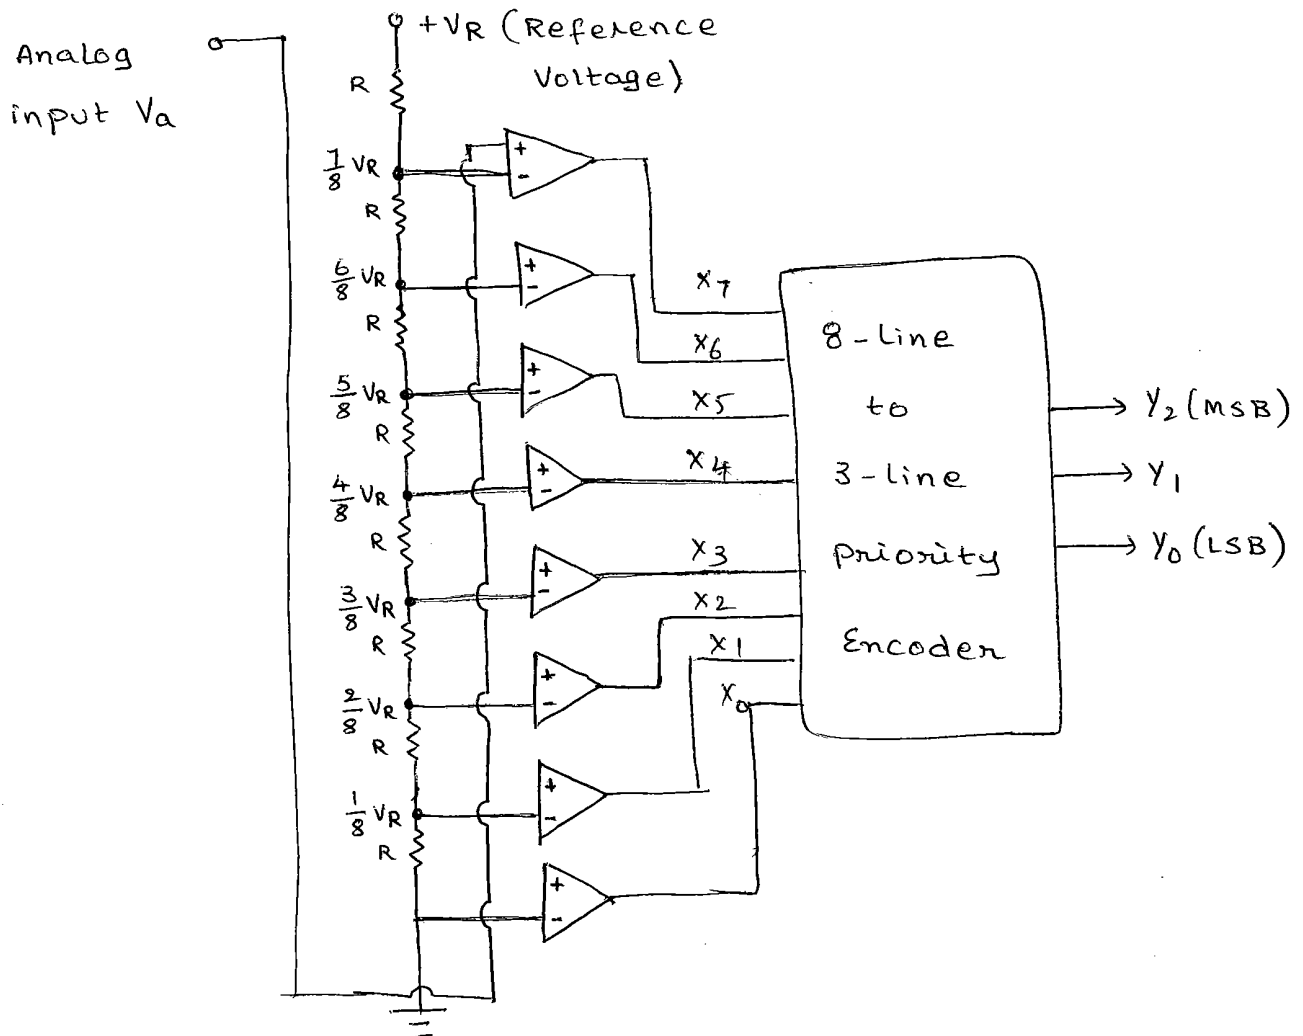 Analog
input Va
+VR (Reference
Voltage)
R
7/8 VR
R
6/8 VR
R
5/8 VR
R
4/8 VR
R
3/8 VR
R
2/8 VR
R
1/8 VR
R
+
-
+
-
+
-
+
-
+
-
+
-
+
-
+
-
X7
X6
X5
X4
X3
X2
X1
X0
8-Line
to
3-line
Priority
Encoder
Y2 (MSB)
Y1
Y0 (LSB)